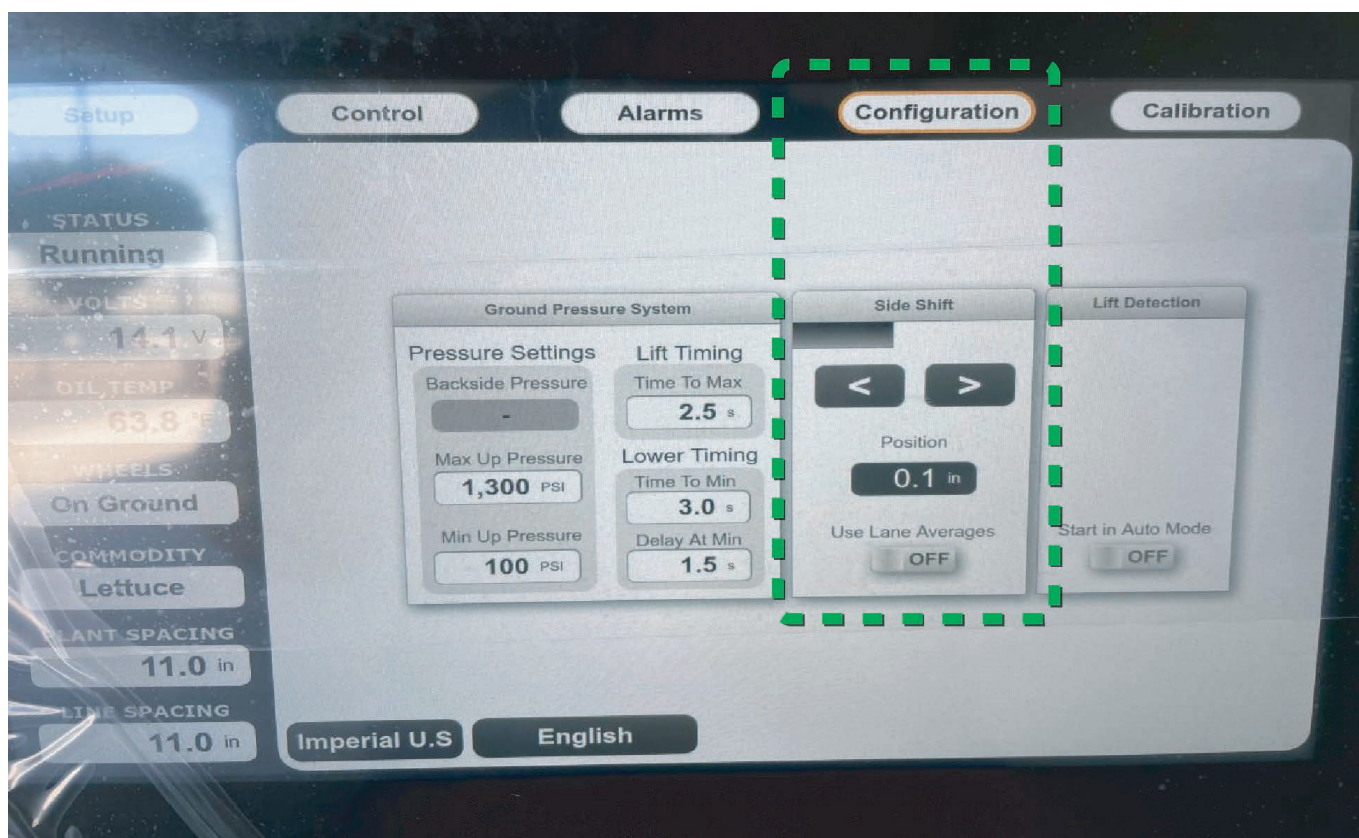 Setup
Control
Alarms
Configuration
Calibration
STATUS
Running
VOLTS
14.1 V
OIL TEMP
63.8 °F
WHEELS
On Ground
COMMODITY
Lettuce
PLANT SPACING
11.0 in
LINE SPACING
11.0 in
Ground Pressure System
Pressure Settings
Backside Pressure
-
Max Up Pressure
1,300 PSI
Min Up Pressure
100 PSI
Lift Timing
Time To Max
2.5 s
Lower Timing
Time To Min
3.0 s
Delay At Min
1.5 s
Side Shift
< >
Position
0.1 in
Use Lane Averages
OFF
Lift Detection
Start in Auto Mode
OFF
Imperial U.S
English